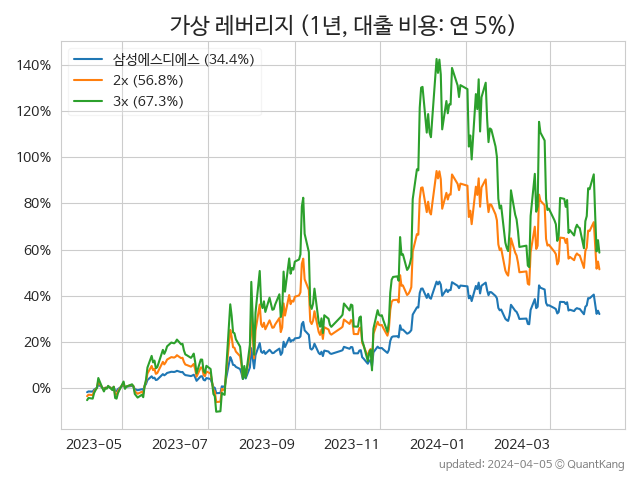 가상 레버리지 (1년, 대출 비용: 연 5%)
삼성에스디에스 (34.4%)
2x (56.8%)
3x (67.3%)
140%
120%
100%
80%
60%
40%
20%
0%
2023-05 2023-07 2023-09 2023-11 2024-01 2024-03
updated: 2024-04-05 © QuantKang